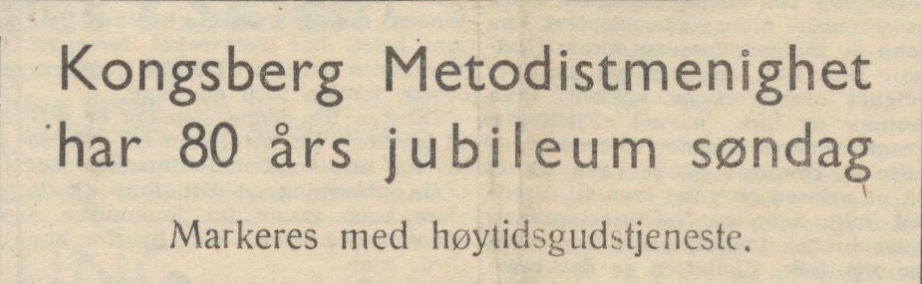 Kongsberg Metodistmenighet
har 80 års jubileum søndag
Markeres med høytidsgudstjeneste.